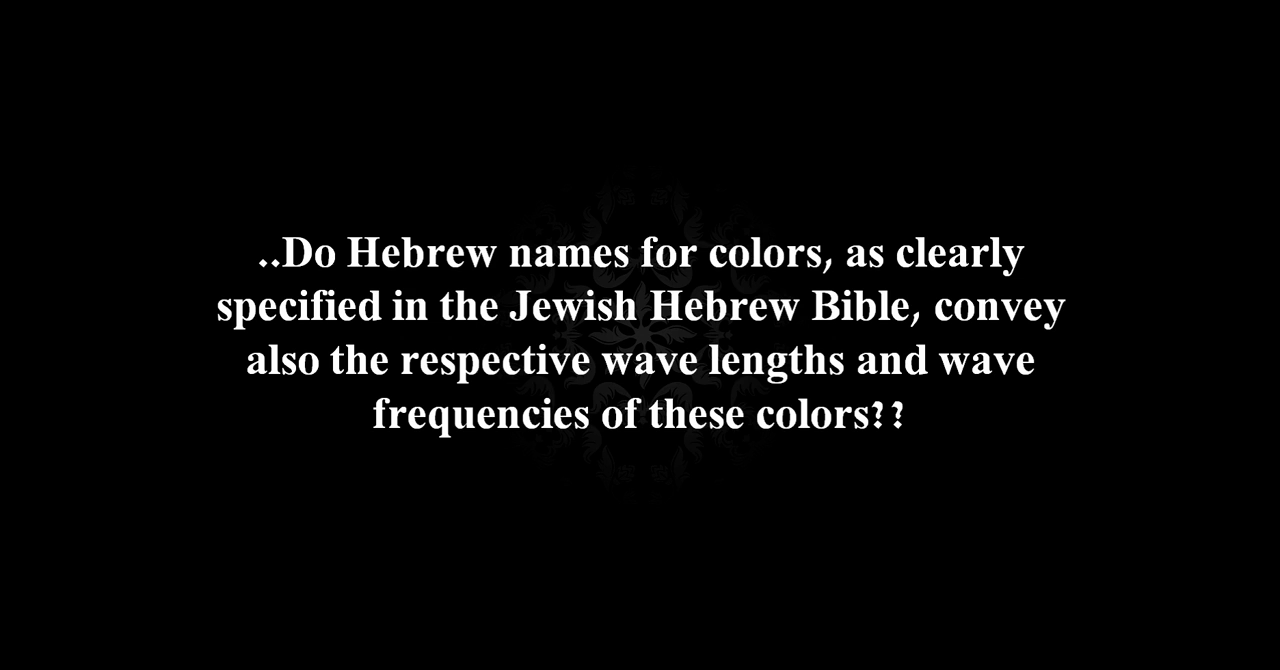 ..Do Hebrew names for colors, as clearly
specified in the Jewish Hebrew Bible, convey
also the respective wave lengths and wave
frequencies of these colors??